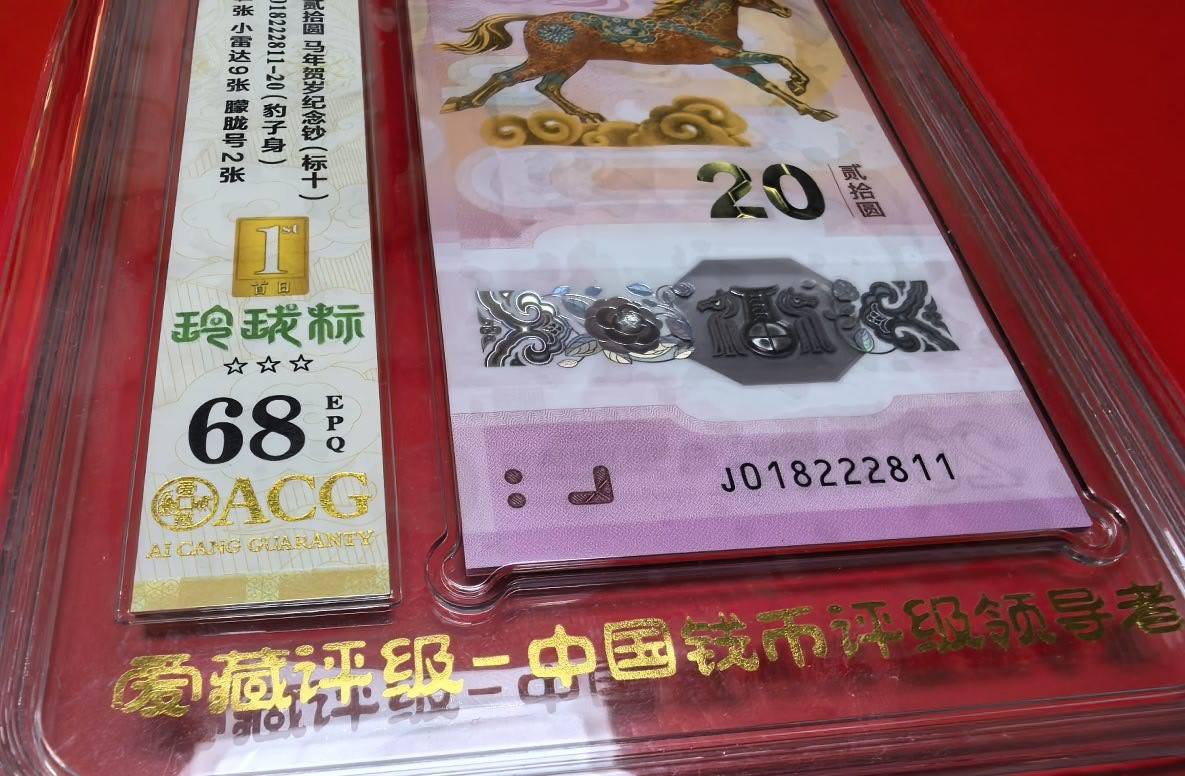 贰拾圆 马年贺岁纪念钞(标十)
018222811-20(豹子身)
张 小雷达9张 朦胧号2张
1st
首日
玲珑标
☆☆☆
68 EPQ
ACG
AI CANG GUARANTY
20
贰拾圆
J018222811
爱藏评级-中国钱币评级领导者